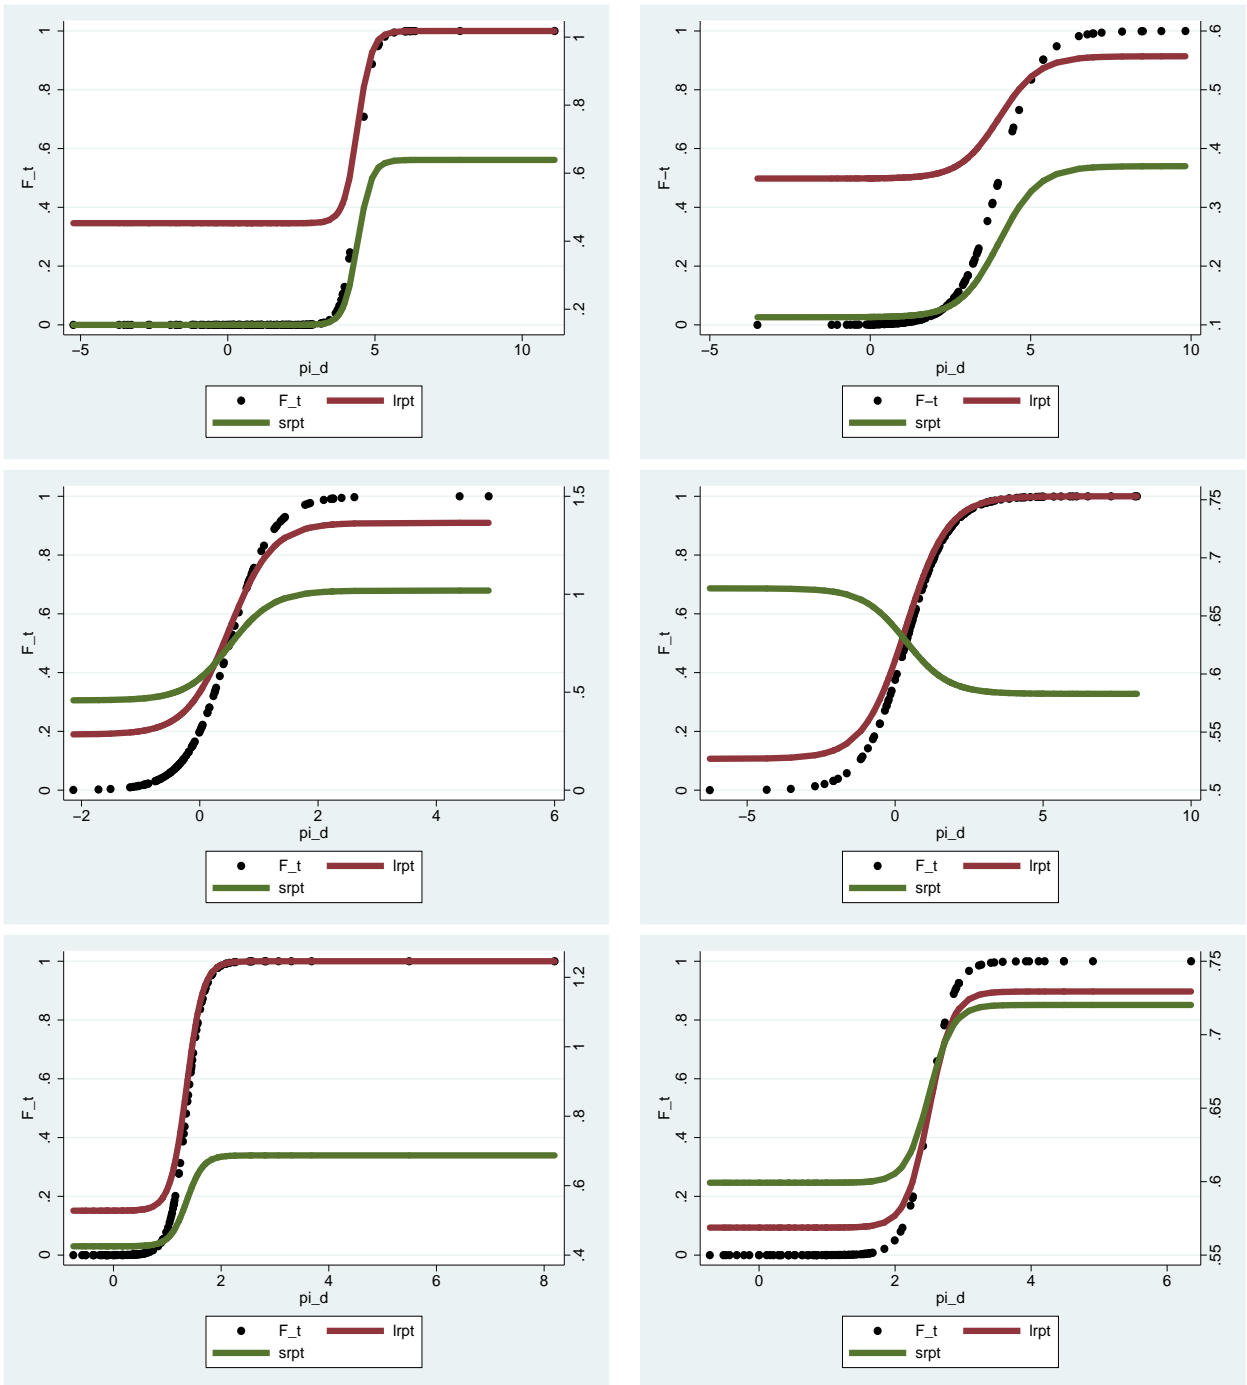 1
.8
.6
.4
.2
0
F_t
1
.8
.6
.4
.2
−5 0 5 10
pi_d
F_t lrpt
srpt
1
.8
.6
.4
.2
0
F−t
.6
.5
.4
.3
.2
.1
−5 0 5 10
pi_d
F−t lrpt
srpt
1
.8
.6
.4
.2
0
F_t
1.5
1
.5
0
−2 0 2 4 6
pi_d
F_t lrpt
srpt
1
.8
.6
.4
.2
0
F_t
.75
.7
.65
.6
.55
.5
−5 0 5 10
pi_d
F_t lrpt
srpt
1
.8
.6
.4
.2
0
F_t
1.2
1
.8
.6
.4
0 2 4 6 8
pi_d
F_t lrpt
srpt
1
.8
.6
.4
.2
0
F_t
.75
.7
.65
.6
.55
0 2 4 6
pi_d
F_t lrpt
srpt